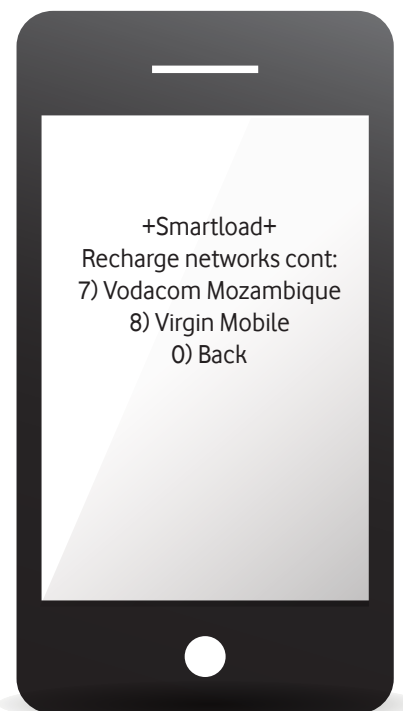 +Smartload+
Recharge networks cont:
7) Vodacom Mozambique
8) Virgin Mobile
0) Back